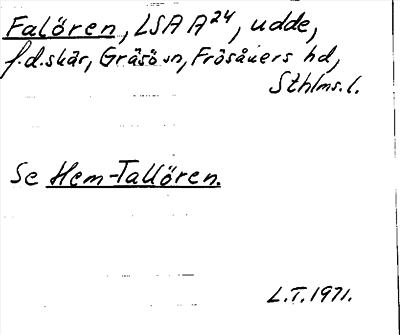 Falören, LSA A²⁴, udde,
f.d.skär, Gräsö sn, Frösåkers hd,
Sthlms.l.
Se Hem-Tallören.
L.T.1971.